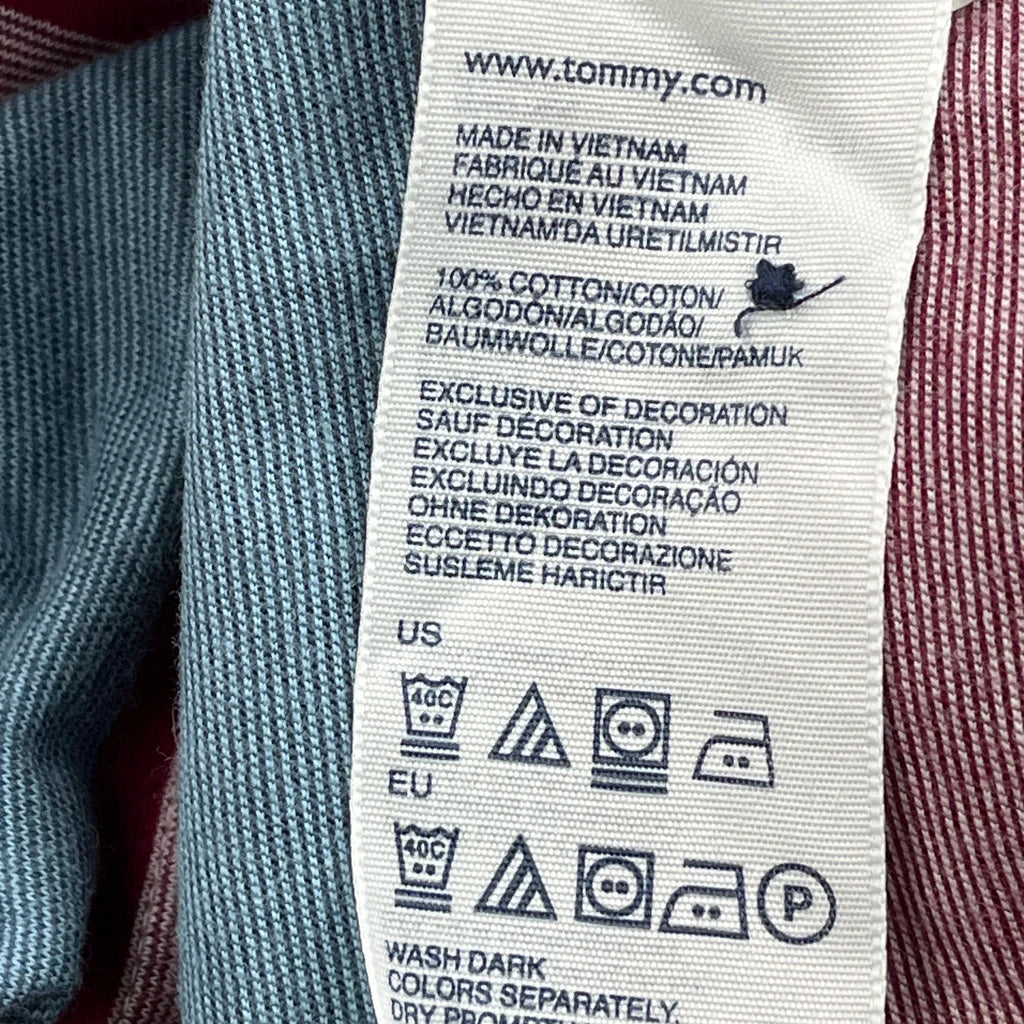 www.tommy.com
MADE IN VIETNAM
FABRIQUÉ AU VIETNAM
HECHO EN VIETNAM
VIETNAM'DA URETILMISTIR
100% COTTON/COTON/
ALGODÓN/ALGODÃO/
BAUMWOLLE/COTONE/PAMUK
EXCLUSIVE OF DECORATION
SAUF DÉCORATION
EXCLUYE LA DECORACIÓN
EXCLUINDO DECORAÇÃO
OHNE DEKORATION
ECCETTO DECORAZIONE
SUSLEME HARICTIR
US
40C
EU
40C
P
WASH DARK
COLORS SEPARATELY,
DRY